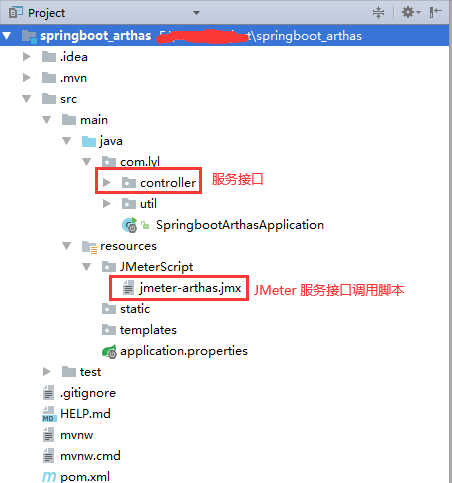 Project
springboot_arthas \springboot_arthas
.idea
.mvn
src
main
java
com.lyl
controller 服务接口
util
SpringbootArthasApplication
resources
JMeterScript
jmeter-arthas.jmx JMeter 服务接口调用脚本
static
templates
application.properties
test
.gitignore
HELP.md
mvnw
mvnw.cmd
pom.xml